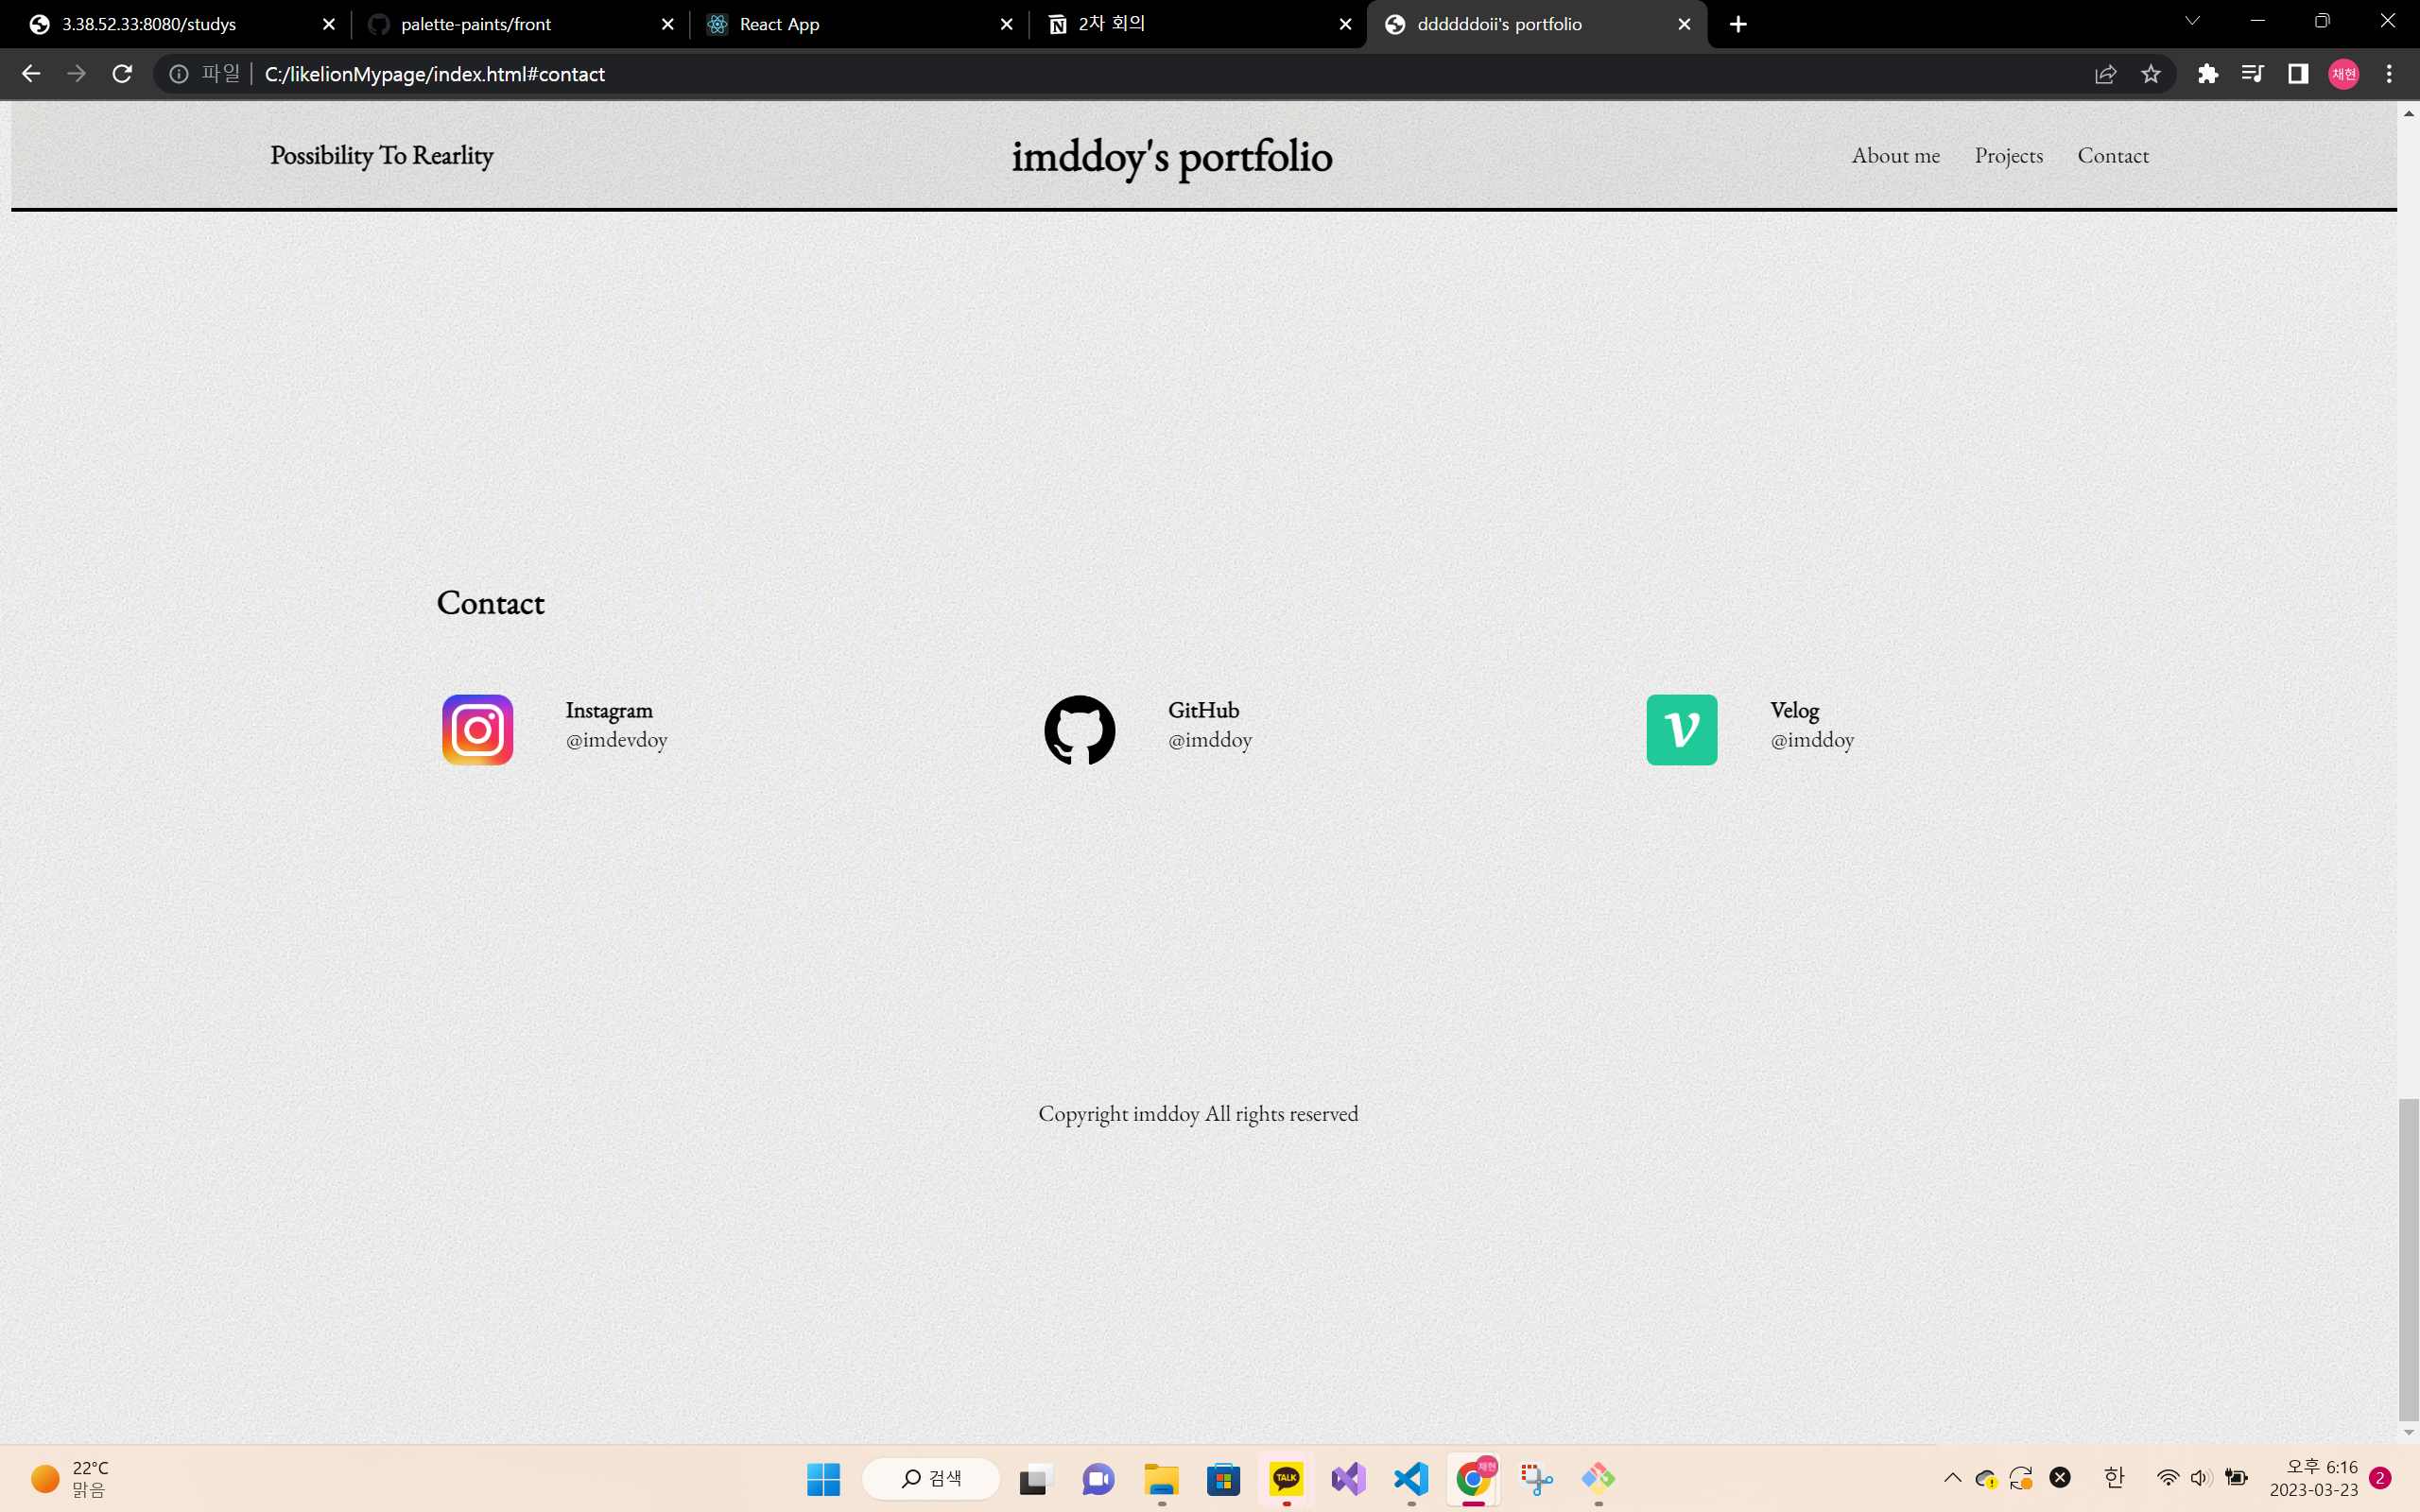 3.38.52.33:8080/studys
palette-paints/front
React App
2차 회의
ddddddoii's portfolio
파일
C:/likelionMypage/index.html#contact
채현
Possibility To Rearlity
imddoy's portfolio
About me
Projects
Contact
Contact
Instagram
@imdevdoy
GitHub
@imddoy
Velog
@imddoy
Copyright imddoy All rights reserved
22°C
맑음
검색
TALK
채현
한
오후 6:16
2023-03-23
2